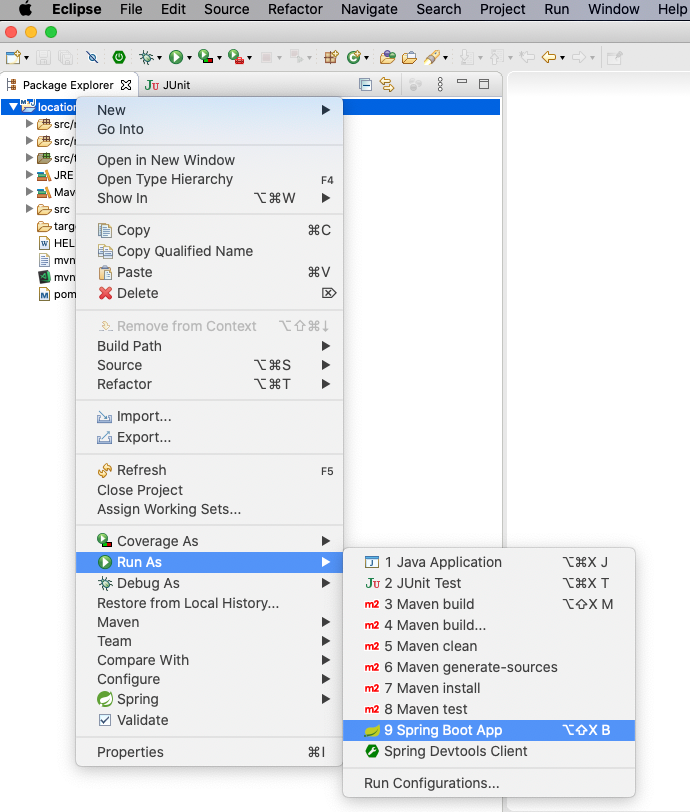 Eclipse File Edit Source Refactor Navigate Search Project Run Window Help
Package Explorer JUnit
location
New
src/
Go Into
src/
src/t
Open in New Window
JRE
Open Type Hierarchy F4
Mav
Show In ⌥⌘W
src
targ
Copy ⌘C
HEL
Copy Qualified Name
mvn
Paste ⌘V
mvn
Delete ⌦
pom
Remove from Context ⌥⇧⌘↓
Build Path
Source ⌥⌘S
Refactor ⌥⌘T
Import...
Export...
Refresh F5
Close Project
Assign Working Sets...
Coverage As
Run As
Debug As
Restore from Local History...
Maven
Team
Compare With
Configure
Spring
Validate
Properties ⌘I
1 Java Application ⌥⌘X J
2 JUnit Test ⌥⌘X T
3 Maven build ⌥⇧X M
4 Maven build...
5 Maven clean
6 Maven generate-sources
7 Maven install
8 Maven test
9 Spring Boot App ⌥⇧X B
Spring Devtools Client
Run Configurations...